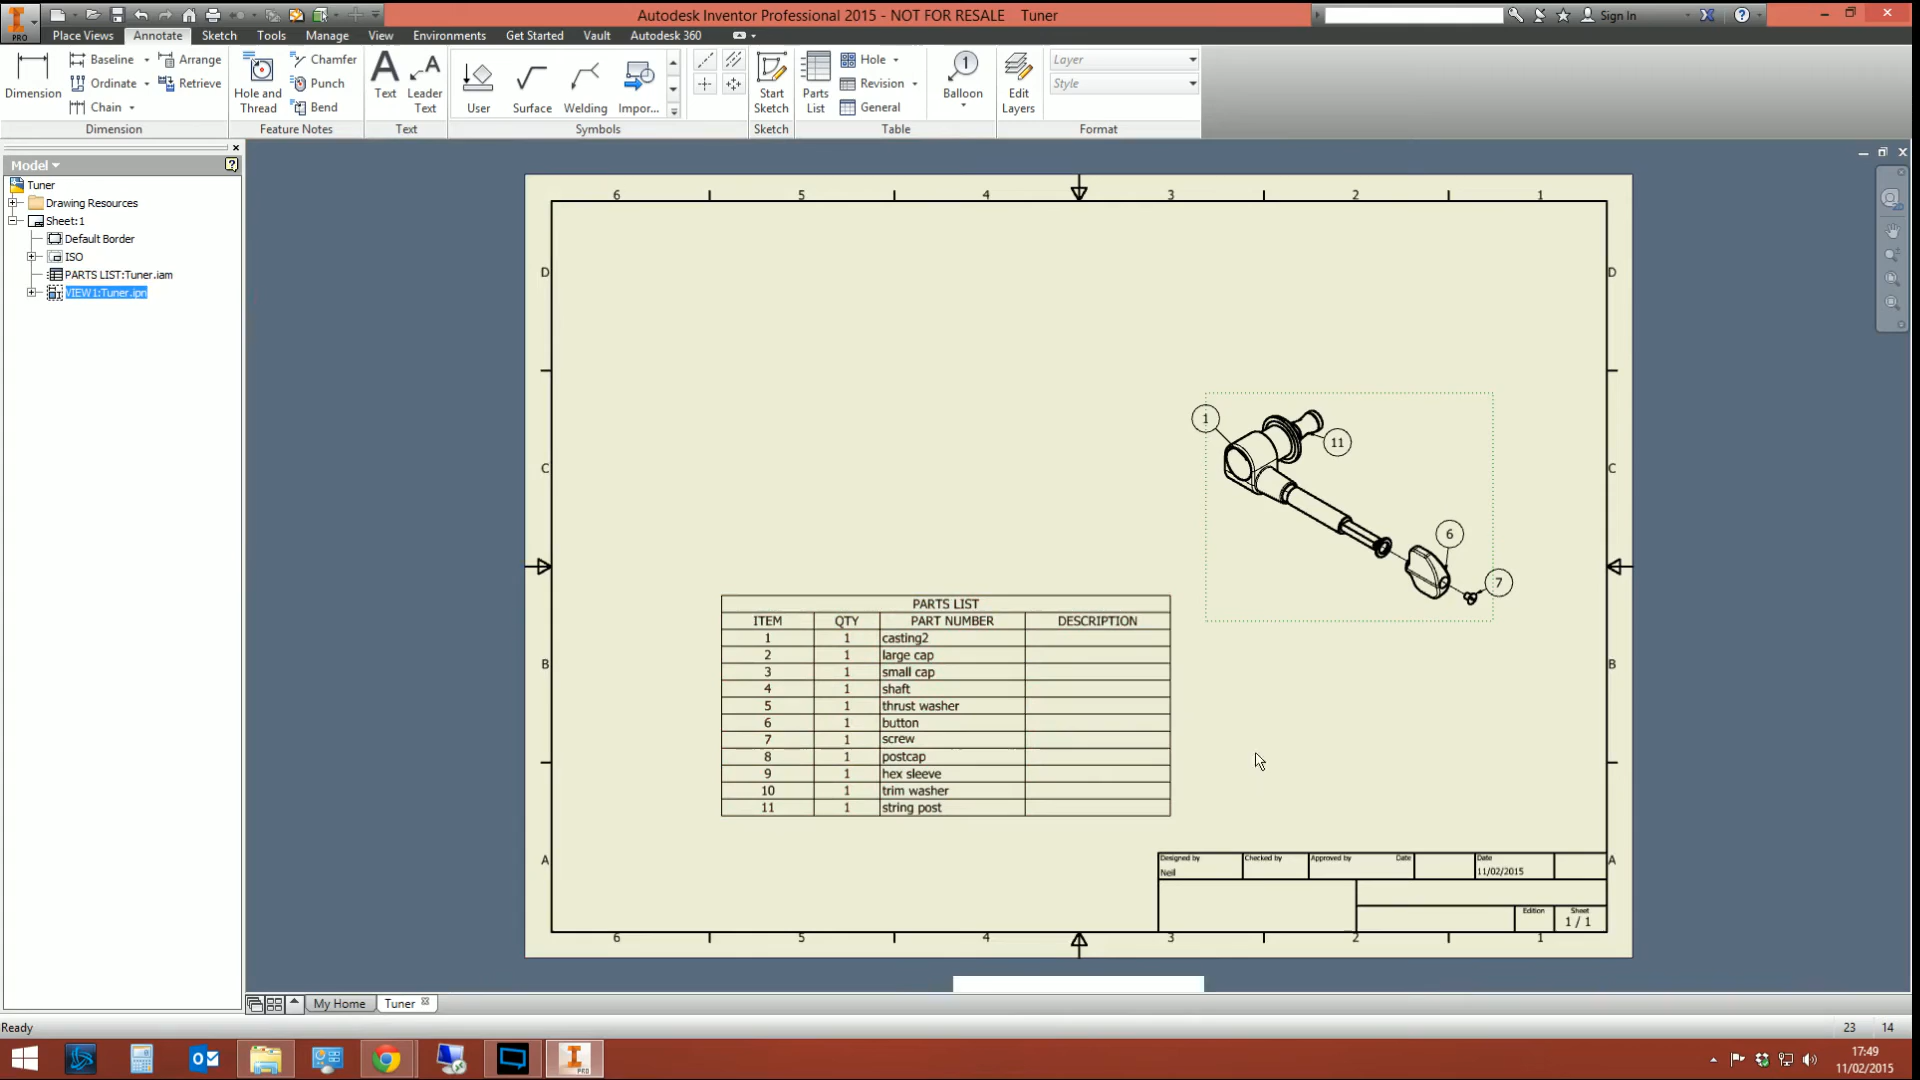 Autodesk Inventor Professional 2015 - NOT FOR RESALE Tuner
Sign In
PRO
Place Views Annotate Sketch Tools Manage View Environments Get Started Vault Autodesk 360
Dimension
Baseline
Ordinate
Chain
Arrange
Retrieve
Dimension
Hole and Thread
Chamfer
Punch
Bend
Feature Notes
Text
Leader Text
Text
User
Surface
Welding
Impor...
Symbols
Start Sketch
Sketch
Parts List
Hole
Revision
General
Table
Balloon
Edit Layers
Layer
Style
Format
Model
Tuner
Drawing Resources
Sheet:1
Default Border
ISO
PARTS LIST:Tuner.iam
VIEW1:Tuner.ipn
6 5 4 3 2 1
D D
C C
B B
A A
1
11
6
7
PARTS LIST
ITEM QTY PART NUMBER DESCRIPTION
1 1 casting2
2 1 large cap
3 1 small cap
4 1 shaft
5 1 thrust washer
6 1 button
7 1 screw
8 1 postcap
9 1 hex sleeve
10 1 trim washer
11 1 string post
Designed by Checked by Approved by Date Date
Neil 11/02/2015
Edition Sheet
1 / 1
6 5 4 3 2 1
My Home Tuner
Ready 23 14
17:49
11/02/2015